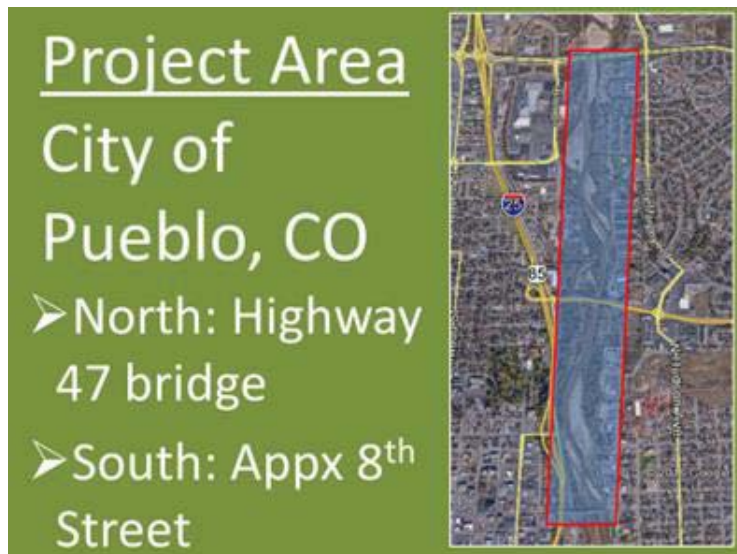 Project Area
City of
Pueblo, CO
➢North: Highway
47 bridge
➢South: Appx 8th
Street
25
85